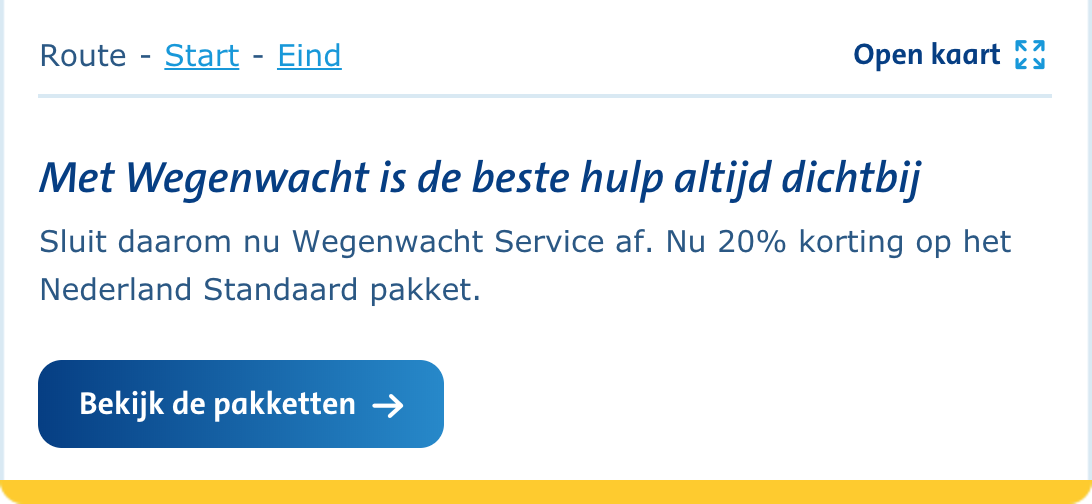 Route - Start - Eind
Open kaart
Met Wegenwacht is de beste hulp altijd dichtbij
Sluit daarom nu Wegenwacht Service af. Nu 20% korting op het
Nederland Standaard pakket.
Bekijk de pakketten